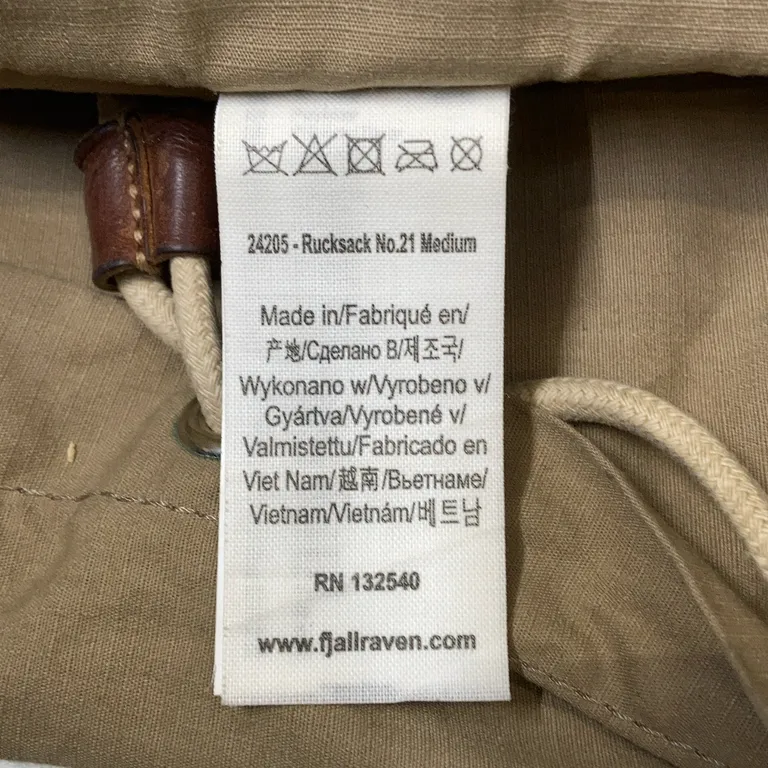 24205 - Rucksack No.21 Medium
Made in/Fabriqué en/
产地/Сделано В/제조국/
Wykonano w/Vyrobeno v/
Gyártva/Vyrobené v/
Valmistettu/Fabricado en
Viet Nam/越南/Вьетнаме/
Vietnam/Vietnám/베트남
RN 132540
www.fjallraven.com